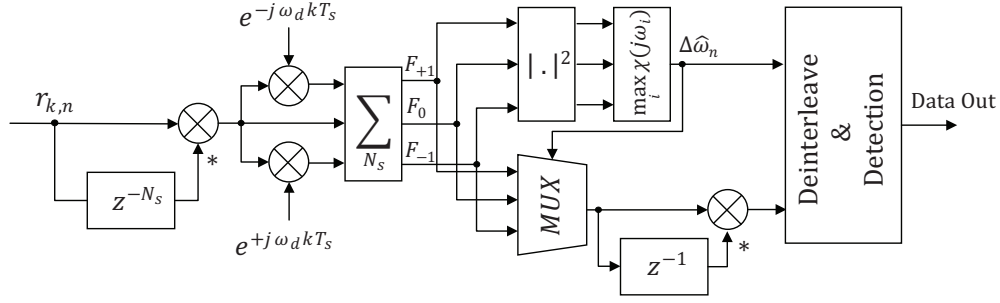 e^{-j ω_d kT_s}
r_{k,n}
*
z^{-N_s}
e^{+j ω_d kT_s}
∑
N_s
F_{+1}
F_0
F_{-1}
| . |^2
max_i χ(jω_i)
Δω̂_n
MUX
z^{-1}
*
Deinterleave
&
Detection
Data Out